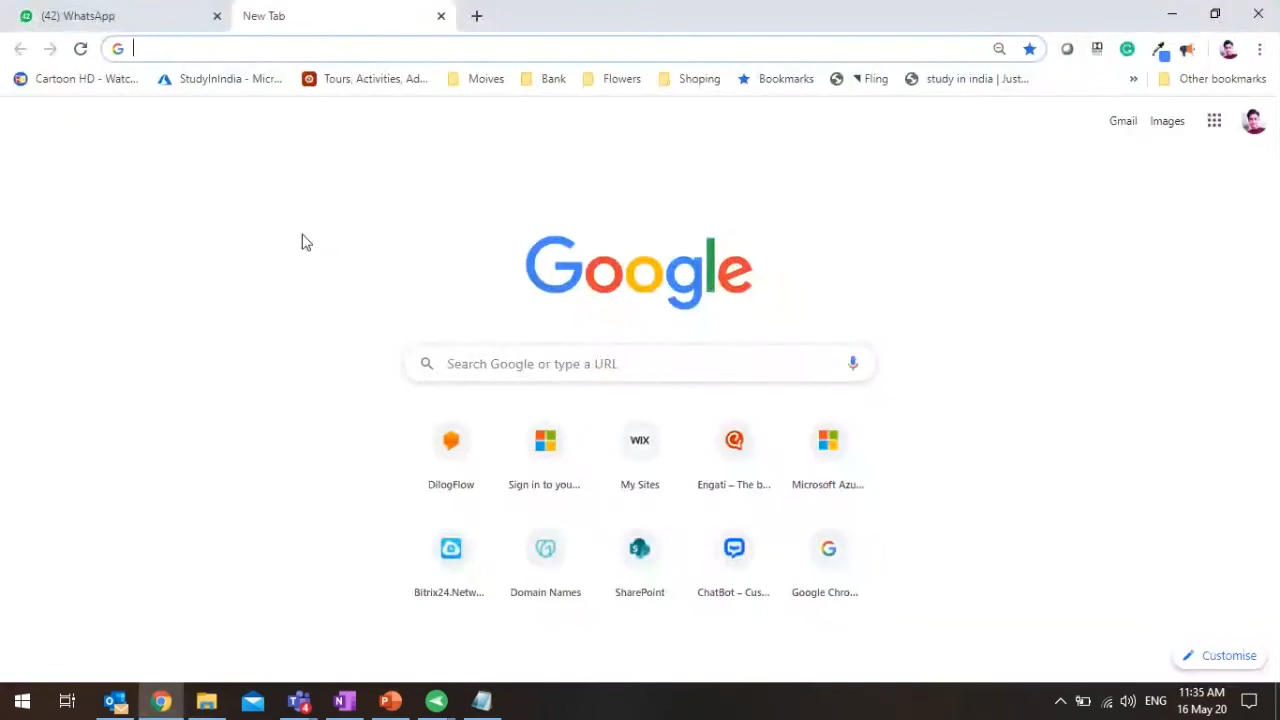 (42) WhatsApp
New Tab
Cartoon HD - Watc...
StudyInIndia - Micr...
Tours, Activities, Ad...
Moives
Bank
Flowers
Shoping
Bookmarks
Fling
study in india | Just...
»
Other bookmarks
Gmail
Images
Google
Search Google or type a URL
DilogFlow
Sign in to you...
WIX
My Sites
Engati – The b...
Microsoft Azu...
Bitrix24.Netw...
Domain Names
SharePoint
ChatBot – Cus...
Google Chro...
Customise
ENG
11:35 AM
16 May 20